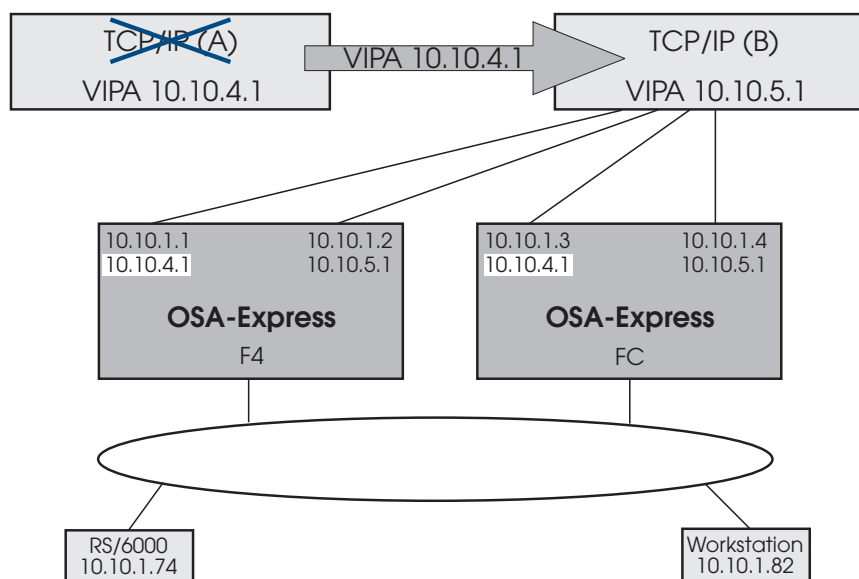 TCP/IP (A)
VIPA 10.10.4.1
VIPA 10.10.4.1
TCP/IP (B)
VIPA 10.10.5.1
10.10.1.1 10.10.1.2
10.10.4.1 10.10.5.1
OSA-Express
F4
10.10.1.3 10.10.1.4
10.10.4.1 10.10.5.1
OSA-Express
FC
RS/6000
10.10.1.74
Workstation
10.10.1.82